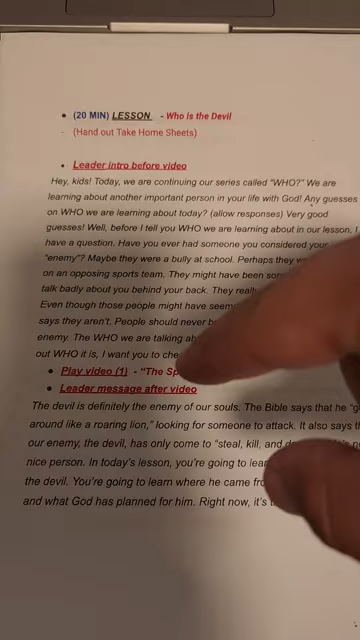 (20 MIN) LESSON - Who is the Devil
(Hand out Take Home Sheets)
Leader intro before video
Hey, kids! Today, we are continuing our series called "WHO?" We are
learning about another important person in your life with God! Any guesses
on WHO we are learning about today? (allow responses) Very good
guesses! Well, before I tell you WHO we are learning about in our lesson, I
have a question. Have you ever had someone you considered your
"enemy"? Maybe they were a bully at school. Perhaps they
on an opposing sports team. They might have been
talk badly about you behind your back. They really
Even though those people might have
says they aren't. People should never
enemy. The WHO we are talking
out WHO it is, I want you to
Play video (1) - "The
Leader message after video
The devil is definitely the enemy of our souls. The Bible says that he
around like a roaring lion," looking for someone to attack. It also says
our enemy, the devil, has only come to "steal, kill, and
nice person. In today's lesson, you're going to
the devil. You're going to learn where he came
and what God has planned for him. Right now, it's